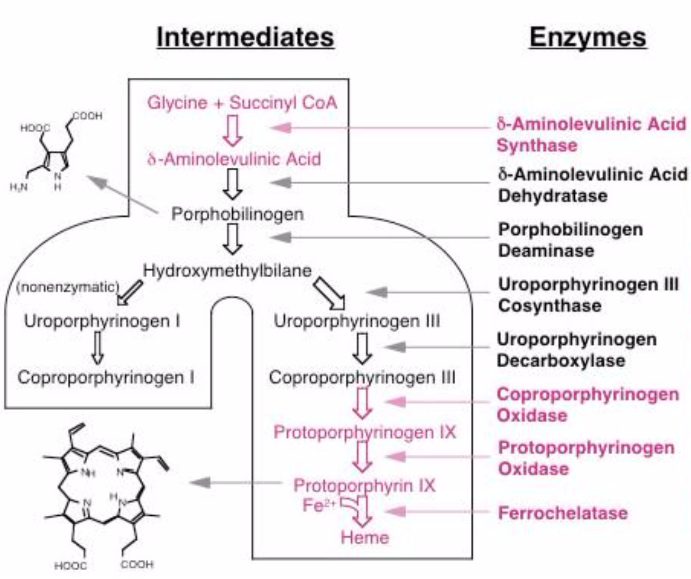 Intermediates
Enzymes
Glycine + Succinyl CoA
δ-Aminolevulinic Acid
Synthase
δ-Aminolevulinic Acid
δ-Aminolevulinic Acid
Dehydratase
Porphobilinogen
Porphobilinogen
Deaminase
Hydroxymethylbilane
(nonenzymatic)
Uroporphyrinogen III
Cosynthase
Uroporphyrinogen I
Uroporphyrinogen III
Uroporphyrinogen
Decarboxylase
Coproporphyrinogen I
Coproporphyrinogen III
Coproporphyrinogen
Oxidase
Protoporphyrinogen IX
Protoporphyrinogen
Oxidase
Protoporphyrin IX
Fe²⁺
Ferrochelatase
Heme
COOH
HOOC
N
H
H₂N
NH
N
N
H
N
HOOC
COOH